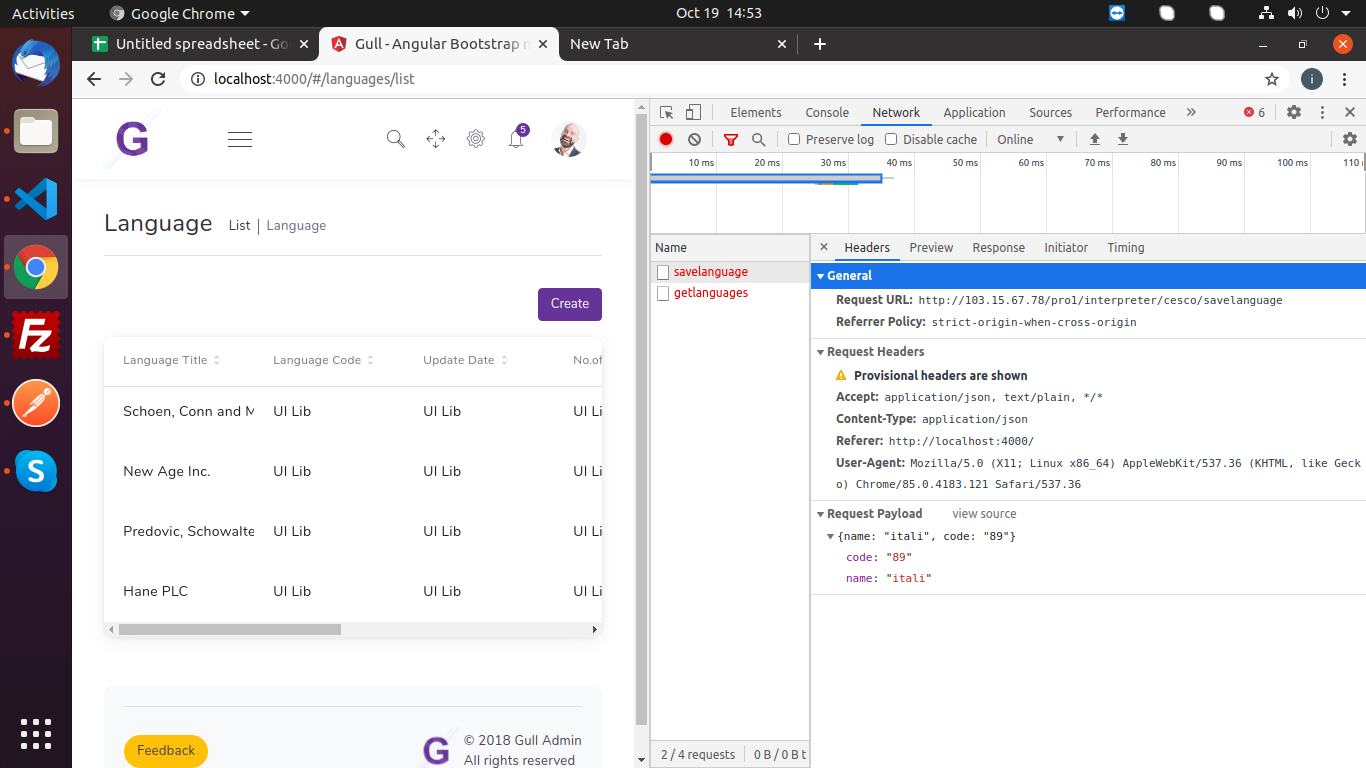 Activities
Google Chrome
Oct 19 14:53
Untitled spreadsheet - Go
Gull - Angular Bootstrap
New Tab
localhost:4000/#/languages/list
i
G
5
Language
List | Language
Create
Language Title
Language Code
Update Date
No.of
Schoen, Conn and M
UI Lib
UI Lib
UI Li
New Age Inc.
UI Lib
UI Lib
UI Li
Predovic, Schowalte
UI Lib
UI Lib
UI Li
Hane PLC
UI Lib
UI Lib
UI Li
Feedback
G
© 2018 Gull Admin
All rights reserved
Elements
Console
Network
Application
Sources
Performance
6
Preserve log
Disable cache
Online
10 ms
20 ms
30 ms
40 ms
50 ms
60 ms
70 ms
80 ms
90 ms
100 ms
110
Name
savelanguage
getlanguages
2 / 4 requests
0 B / 0 B t
Headers
Preview
Response
Initiator
Timing
General
Request URL: http://103.15.67.78/pro1/interpreter/cesco/savelanguage
Referrer Policy: strict-origin-when-cross-origin
Request Headers
Provisional headers are shown
Accept: application/json, text/plain, */*
Content-Type: application/json
Referer: http://localhost:4000/
User-Agent: Mozilla/5.0 (X11; Linux x86_64) AppleWebKit/537.36 (KHTML, like Geck
o) Chrome/85.0.4183.121 Safari/537.36
Request Payload view source
{name: "itali", code: "89"}
code: "89"
name: "itali"